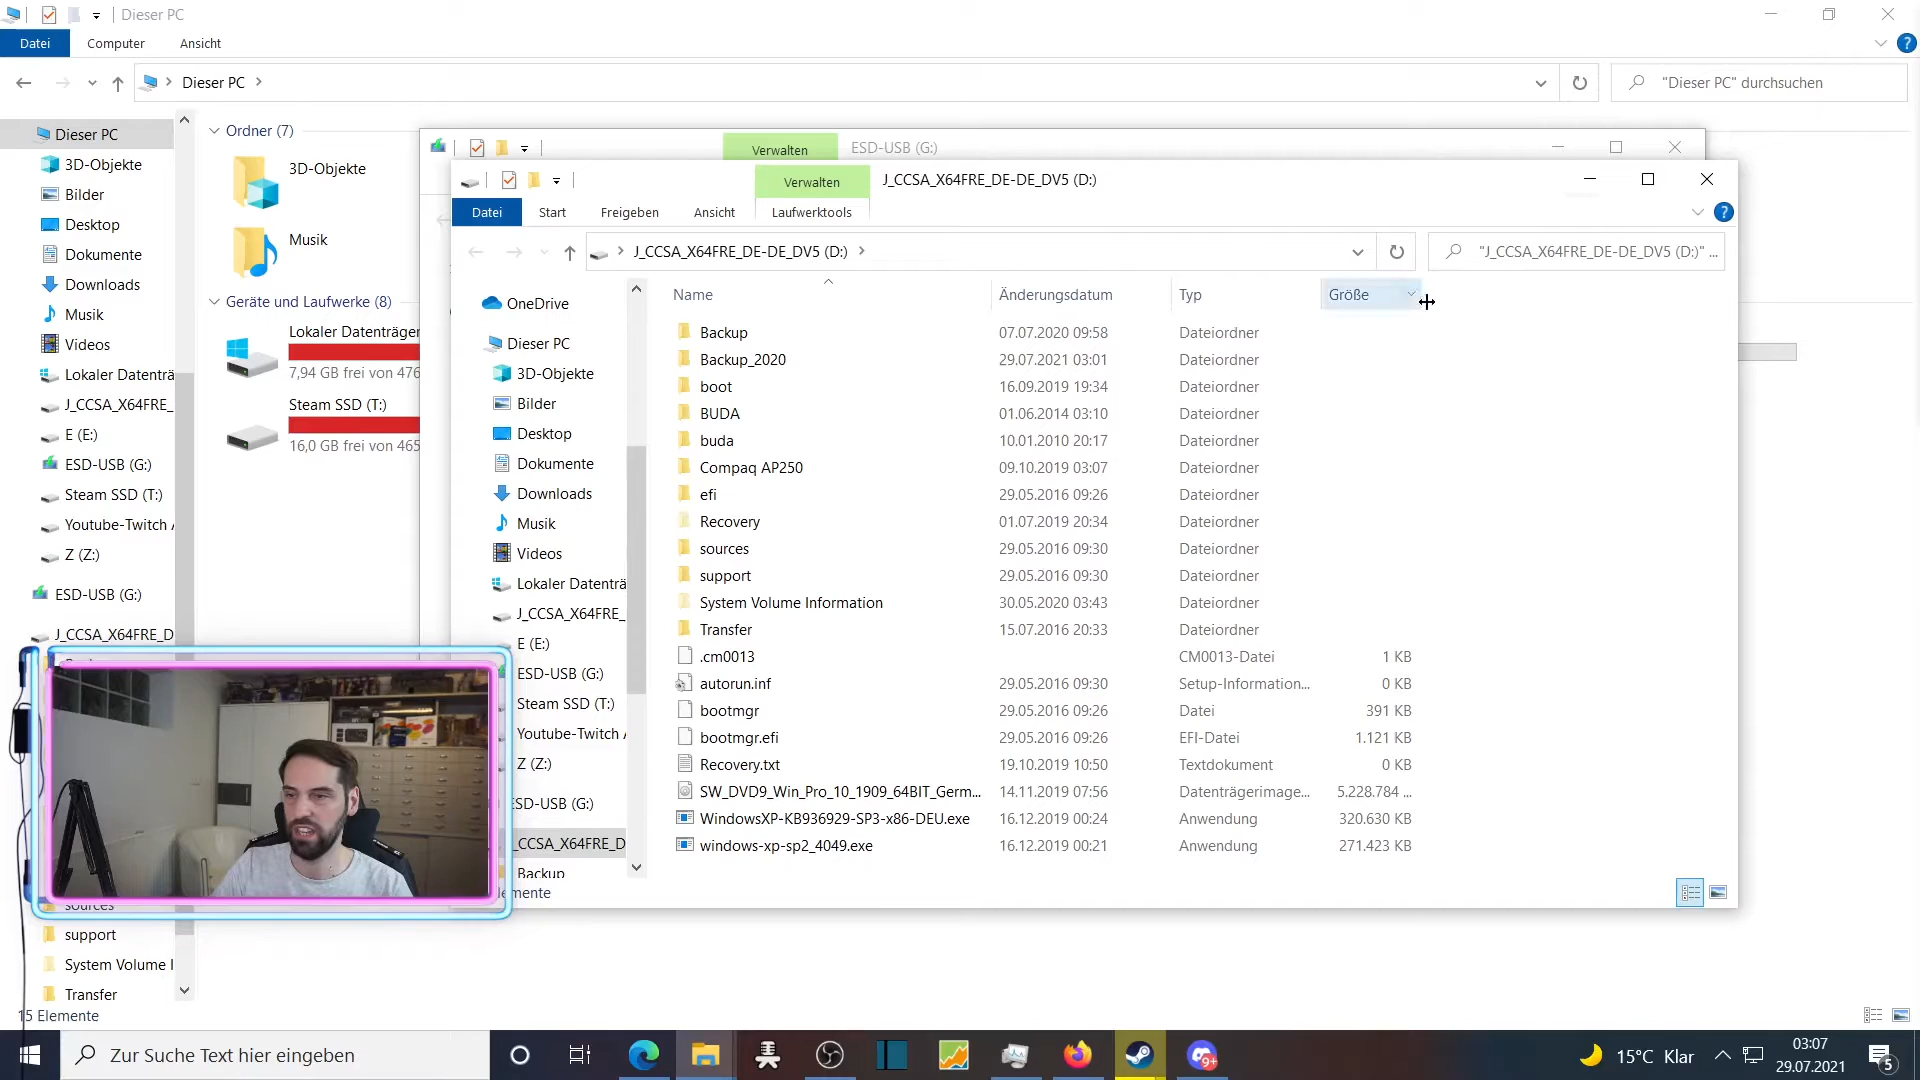 Dieser PC
Datei Computer Ansicht
Dieser PC
"Dieser PC" durchsuchen
Dieser PC
3D-Objekte
Bilder
Desktop
Dokumente
Downloads
Musik
Videos
Lokaler Datenträ
J_CCSA_X64FRE_
E (E:)
ESD-USB (G:)
Steam SSD (T:)
Youtube-Twitch
Z (Z:)
ESD-USB (G:)
J_CCSA_X64FRE_D
sources
support
System Volume I
Transfer
15 Elemente
Ordner (7)
3D-Objekte
Musik
Geräte und Laufwerke (8)
Lokaler Datenträger
7,94 GB frei von 476
Steam SSD (T:)
16,0 GB frei von 465
Verwalten ESD-USB (G:)
Verwalten J_CCSA_X64FRE_DE-DE_DV5 (D:)
Datei Start Freigeben Ansicht Laufwerktools
J_CCSA_X64FRE_DE-DE_DV5 (D:)
"J_CCSA_X64FRE_DE-DE_DV5 (D:)" ...
OneDrive
Dieser PC
3D-Objekte
Bilder
Desktop
Dokumente
Downloads
Musik
Videos
Lokaler Datenträ
J_CCSA_X64FRE_
E (E:)
ESD-USB (G:)
Steam SSD (T:)
Youtube-Twitch
Z (Z:)
ESD-USB (G:)
_CCSA_X64FRE_D
Backup
emente
Name Änderungsdatum Typ Größe
Backup 07.07.2020 09:58 Dateiordner
Backup_2020 29.07.2021 03:01 Dateiordner
boot 16.09.2019 19:34 Dateiordner
BUDA 01.06.2014 03:10 Dateiordner
buda 10.01.2010 20:17 Dateiordner
Compaq AP250 09.10.2019 03:07 Dateiordner
efi 29.05.2016 09:26 Dateiordner
Recovery 01.07.2019 20:34 Dateiordner
sources 29.05.2016 09:30 Dateiordner
support 29.05.2016 09:30 Dateiordner
System Volume Information 30.05.2020 03:43 Dateiordner
Transfer 15.07.2016 20:33 Dateiordner
.cm0013 CM0013-Datei 1 KB
autorun.inf 29.05.2016 09:30 Setup-Information... 0 KB
bootmgr 29.05.2016 09:26 Datei 391 KB
bootmgr.efi 29.05.2016 09:26 EFI-Datei 1.121 KB
Recovery.txt 19.10.2019 10:50 Textdokument 0 KB
SW_DVD9_Win_Pro_10_1909_64BIT_Germ... 14.11.2019 07:56 Datenträgerimage... 5.228.784 ...
WindowsXP-KB936929-SP3-x86-DEU.exe 16.12.2019 00:24 Anwendung 320.630 KB
windows-xp-sp2_4049.exe 16.12.2019 00:21 Anwendung 271.423 KB
Zur Suche Text hier eingeben
9+
15°C Klar
03:07
29.07.2021
5